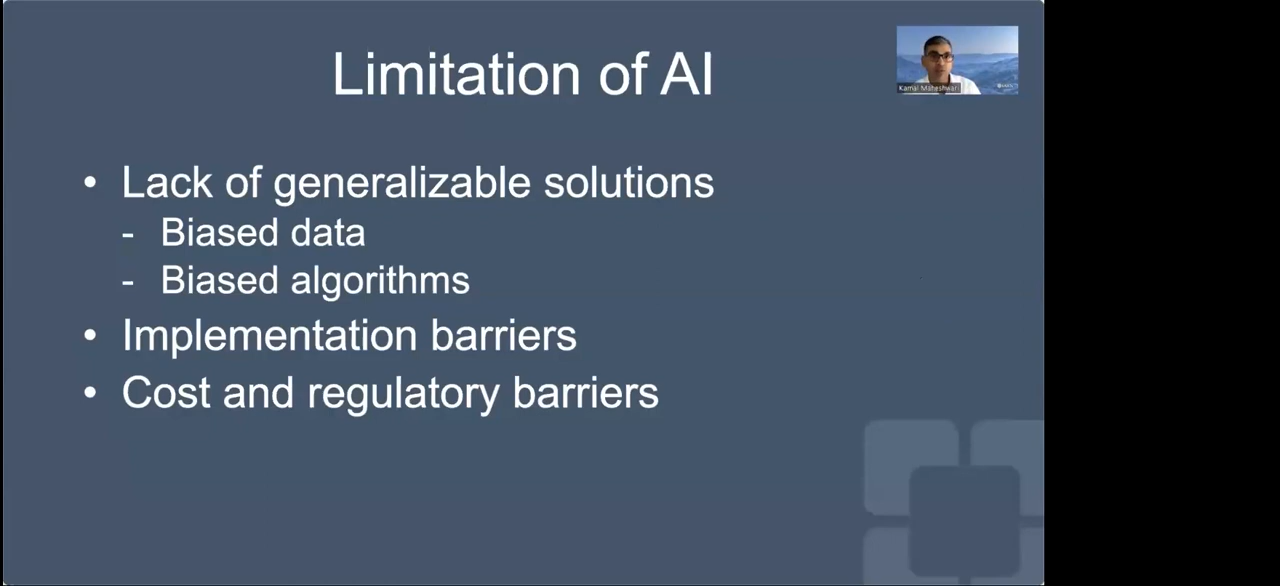 Limitation of AI
Kamal Maheshwari
• Lack of generalizable solutions
- Biased data
- Biased algorithms
• Implementation barriers
• Cost and regulatory barriers